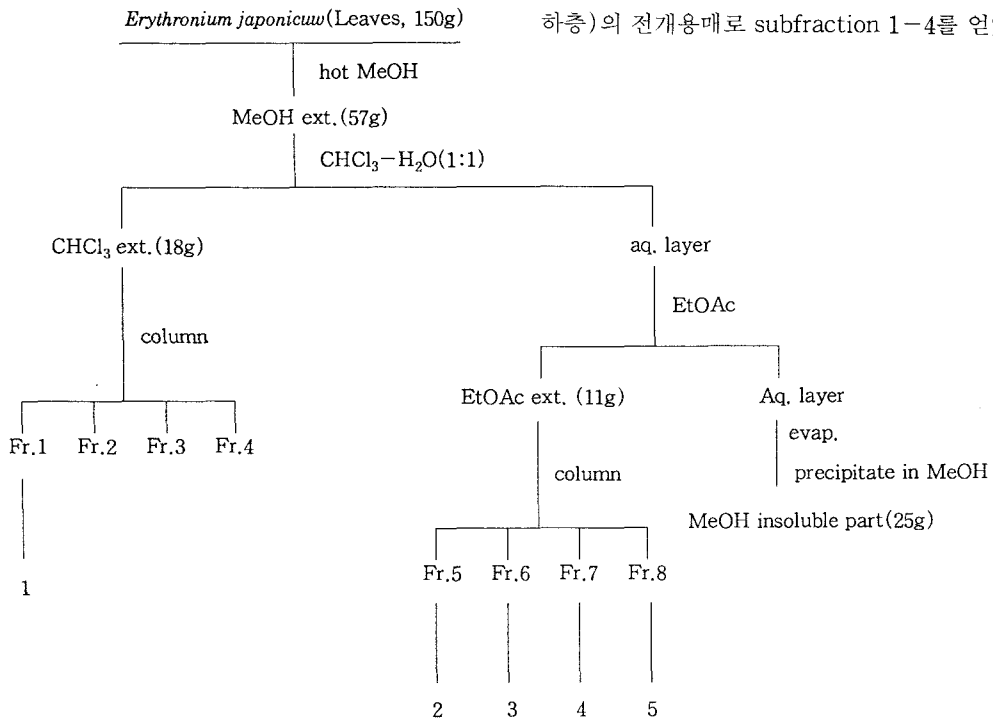 Erythronium japonicuw(Leaves, 150g)
하층)의 전개용매로 subfraction 1-4를 얻
hot MeOH
MeOH ext.(57g)
CHCl₃-H₂O(1:1)
CHCl₃ ext.(18g)
aq. layer
EtOAc
column
EtOAc ext. (11g)
Aq. layer
Fr.1 Fr.2 Fr.3 Fr.4
evap.
column
precipitate in MeOH
MeOH insoluble part(25g)
Fr.5 Fr.6 Fr.7 Fr.8
1
2 3 4 5